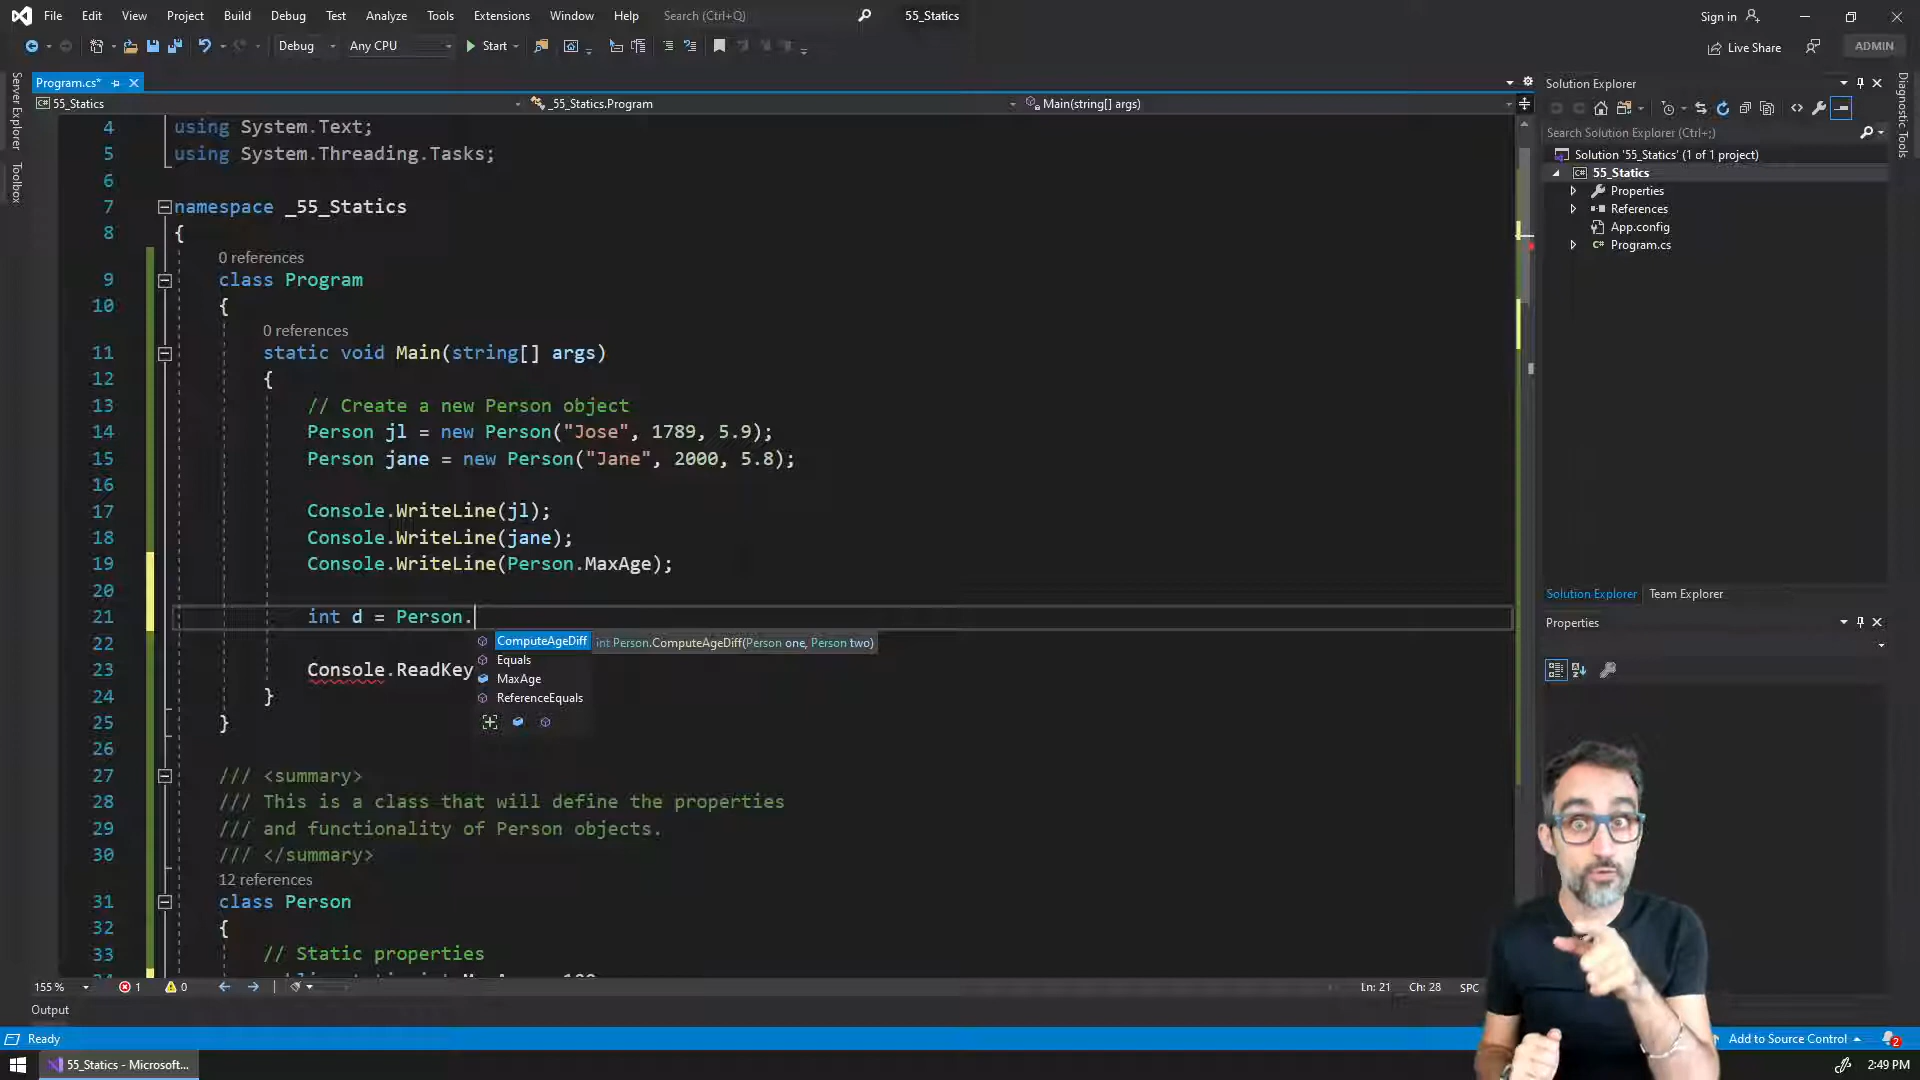 File Edit View Project Build Debug Test Analyze Tools Extensions Window Help Search (Ctrl+Q) 55_Statics Sign in
Debug Any CPU Start Live Share ADMIN
Server Explorer
Toolbox
Program.cs*
55_Statics _55_Statics.Program Main(string[] args)
4 using System.Text;
5 using System.Threading.Tasks;
6
7 namespace _55_Statics
8 {
0 references
9 class Program
10 {
0 references
11 static void Main(string[] args)
12 {
13 // Create a new Person object
14 Person jl = new Person("Jose", 1789, 5.9);
15 Person jane = new Person("Jane", 2000, 5.8);
16
17 Console.WriteLine(jl);
18 Console.WriteLine(jane);
19 Console.WriteLine(Person.MaxAge);
20
21 int d = Person.
22
ComputeAgeDiff int Person.ComputeAgeDiff(Person one, Person two)
Equals
MaxAge
ReferenceEquals
23 Console.ReadKey
24 }
25 }
26
27 /// <summary>
28 /// This is a class that will define the properties
29 /// and functionality of Person objects.
30 /// </summary>
12 references
31 class Person
32 {
33 // Static properties
155 % 1 0 Ln: 21 Ch: 28 SPC
Output
Ready
Add to Source Control 2
55_Statics - Microsoft...
2:49 PM
Solution Explorer
Search Solution Explorer (Ctrl+;)
Solution '55_Statics' (1 of 1 project)
55_Statics
Properties
References
App.config
Program.cs
Solution Explorer Team Explorer
Properties
Diagnostic Tools